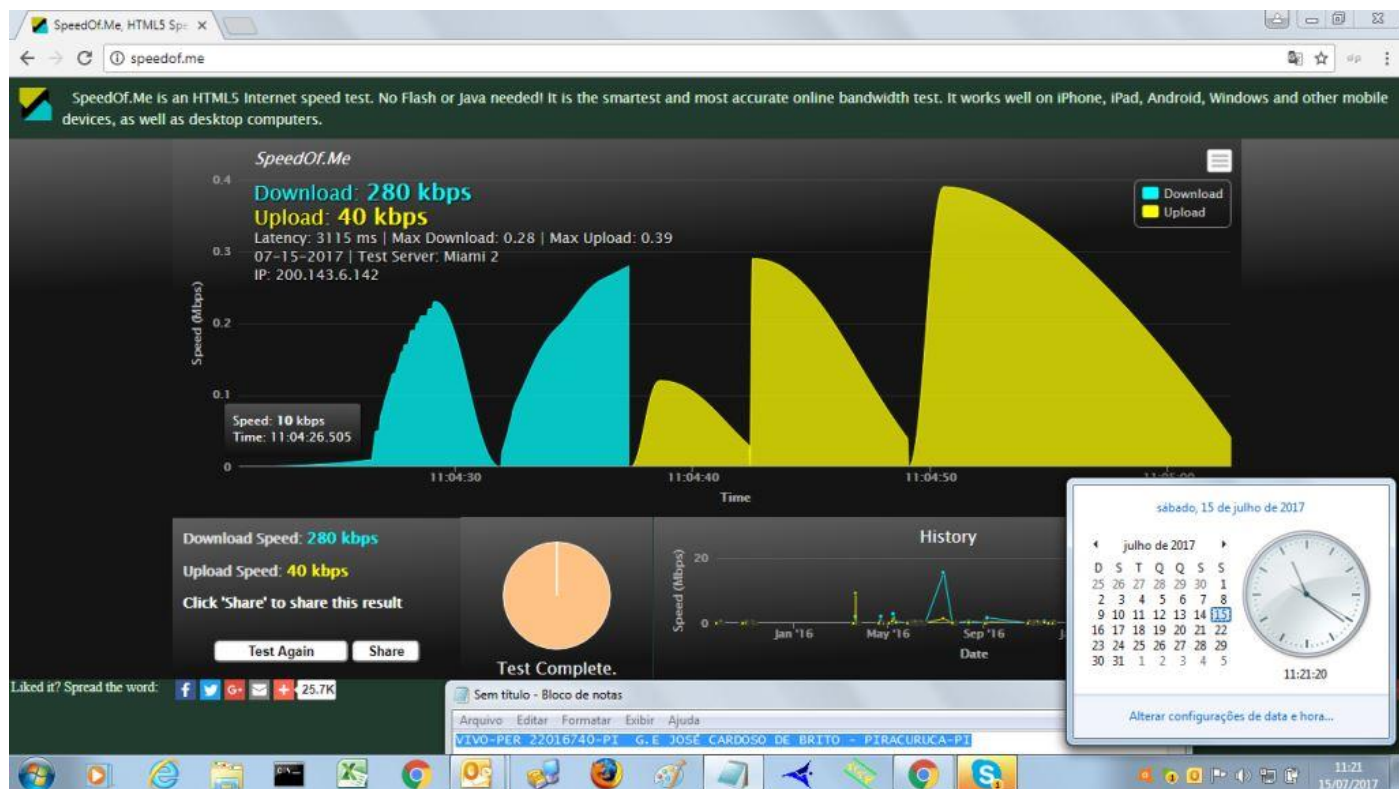 SpeedOf.Me, HTML5 Spe
speedof.me
SpeedOf.Me is an HTML5 Internet speed test. No Flash or Java needed! It is the smartest and most accurate online bandwidth test. It works well on iPhone, iPad, Android, Windows and other mobile
devices, as well as desktop computers.
SpeedOf.Me
Download: 280 kbps
Upload: 40 kbps
Latency: 3115 ms | Max Download: 0.28 | Max Upload: 0.39
07-15-2017 | Test Server: Miami 2
IP: 200.143.6.142
Download
Upload
Speed (Mbps)
0.4
0.3
0.2
0.1
0
Speed: 10 kbps
Time: 11:04:26.505
11:04:30 11:04:40 11:04:50 11:05:00
Time
Download Speed: 280 kbps
Upload Speed: 40 kbps
Click 'Share' to share this result
Test Again Share
Test Complete.
History
Speed (Mbps)
20
0
Jan '16 May '16 Sep '16
Date
Liked it? Spread the word: 25.7K
sábado, 15 de julho de 2017
julho de 2017
D S T Q Q S S
25 26 27 28 29 30 1
2 3 4 5 6 7 8
9 10 11 12 13 14 15
16 17 18 19 20 21 22
23 24 25 26 27 28 29
30 31 1 2 3 4 5
11:21:20
Alterar configurações de data e hora...
Sem título - Bloco de notas
Arquivo Editar Formatar Exibir Ajuda
VIVO-PER 22016740-PI G.E JOSÉ CARDOSO DE BRITO - PIRACURUCA-PI
11:21
15/07/2017